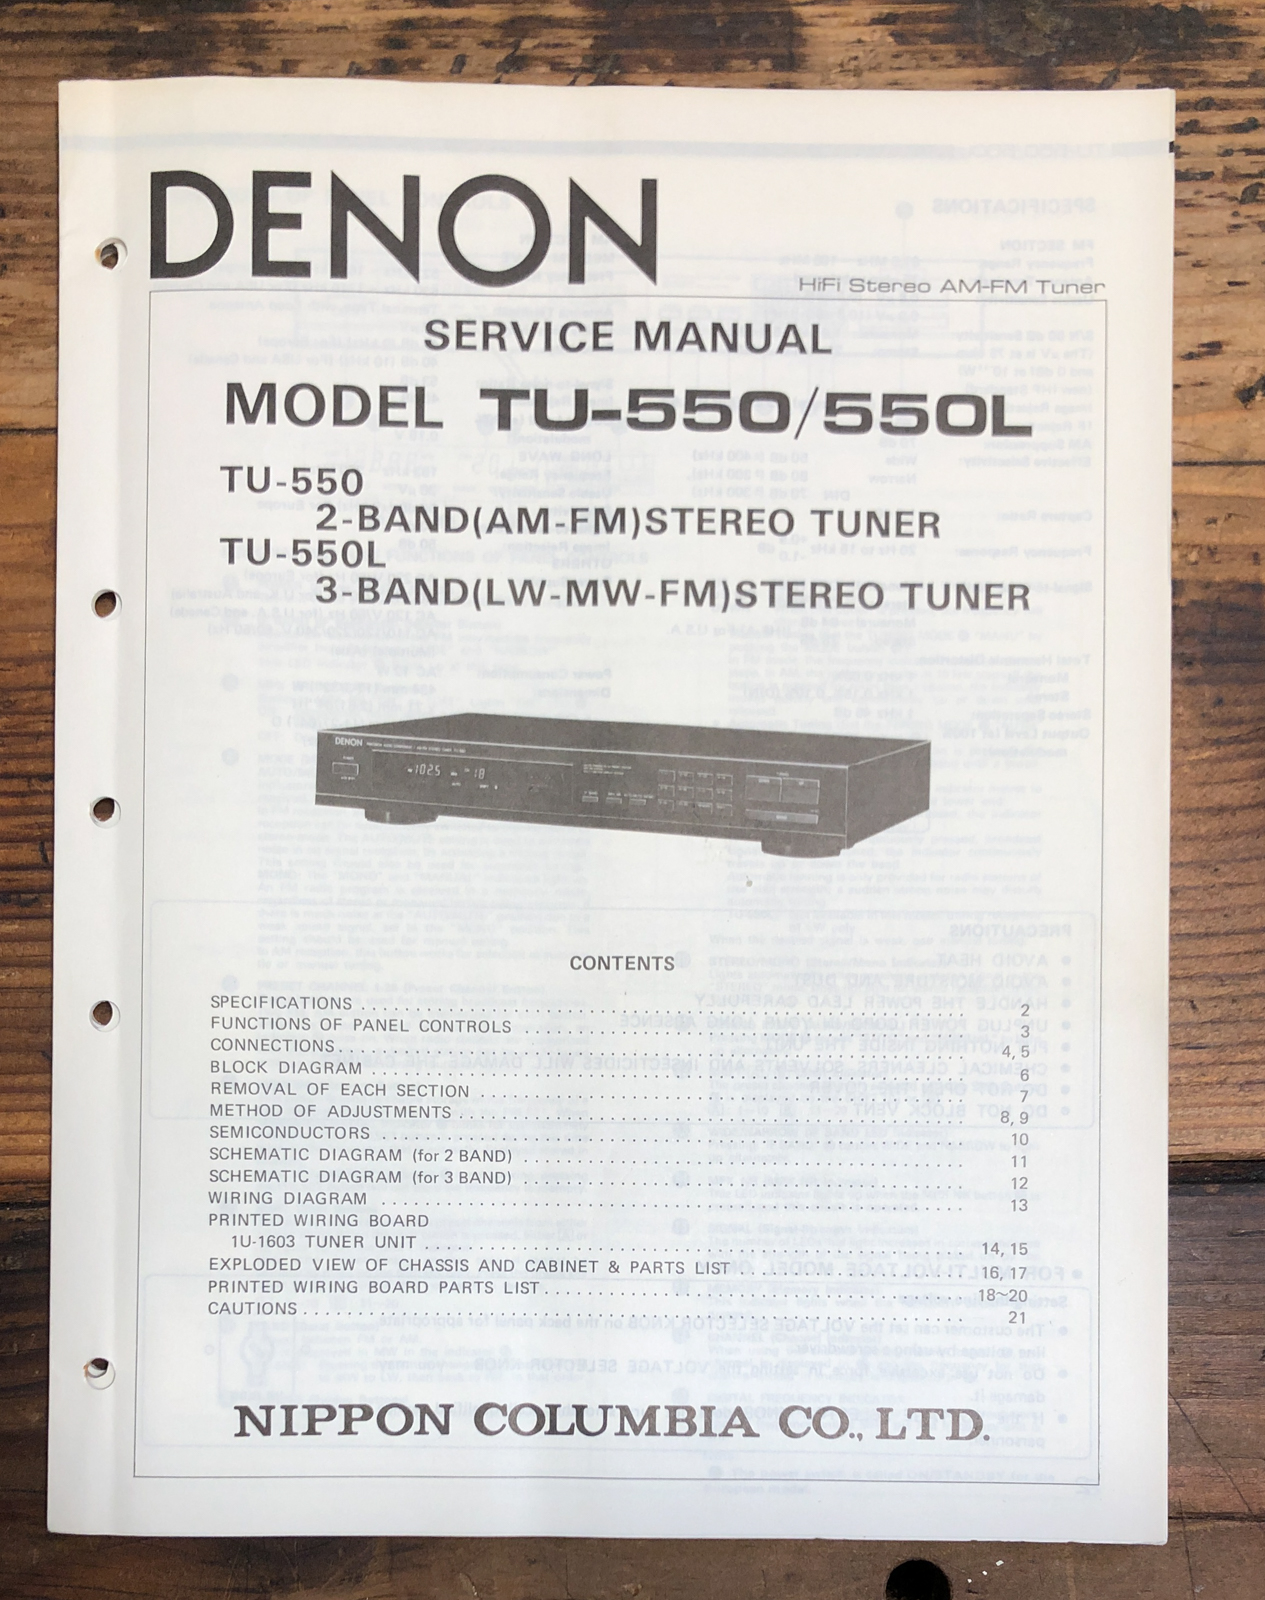 DENON
HiFi Stereo AM-FM Tuner
SERVICE MANUAL
MODEL TU-550/550L
TU-550
2-BAND(AM-FM)STEREO TUNER
TU-550L
3-BAND(LW-MW-FM)STEREO TUNER
DENON
1025 18
CONTENTS
SPECIFICATIONS . . . . . . . . . . 2
FUNCTIONS OF PANEL CONTROLS . . . . . . . . . . 3
CONNECTIONS . . . . . . . . . . 4, 5
BLOCK DIAGRAM . . . . . . . . . . 6
REMOVAL OF EACH SECTION . . . . . . . . . . 7
METHOD OF ADJUSTMENTS . . . . . . . . . . 8, 9
SEMICONDUCTORS . . . . . . . . . . 10
SCHEMATIC DIAGRAM (for 2 BAND) . . . . . . . . . . 11
SCHEMATIC DIAGRAM (for 3 BAND) . . . . . . . . . . 12
WIRING DIAGRAM . . . . . . . . . . 13
PRINTED WIRING BOARD
1U-1603 TUNER UNIT . . . . . . . . . . 14, 15
EXPLODED VIEW OF CHASSIS AND CABINET & PARTS LIST . . . . . . . . . . 16, 17
PRINTED WIRING BOARD PARTS LIST . . . . . . . . . . 18~20
CAUTIONS . . . . . . . . . . 21
NIPPON COLUMBIA CO., LTD.